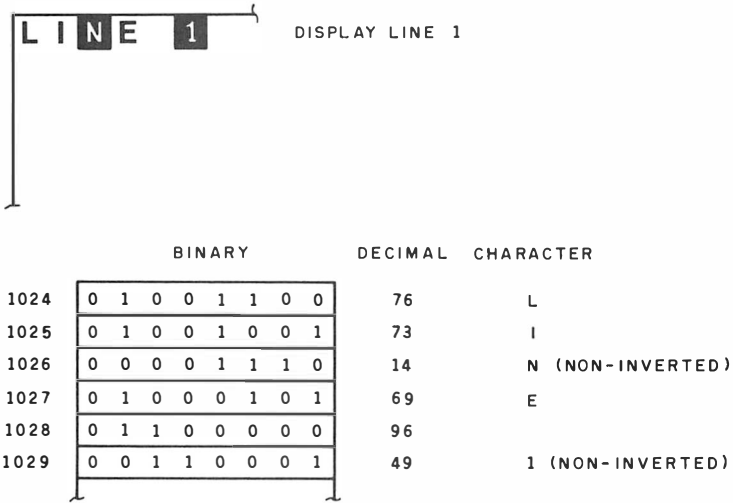 LINE 1 DISPLAY LINE 1
BINARY DECIMAL CHARACTER
1024 0 1 0 0 1 1 0 0 76 L
1025 0 1 0 0 1 0 0 1 73 I
1026 0 0 0 0 1 1 1 0 14 N (NON-INVERTED)
1027 0 1 0 0 0 1 0 1 69 E
1028 0 1 1 0 0 0 0 0 96
1029 0 0 1 1 0 0 0 1 49 1 (NON-INVERTED)